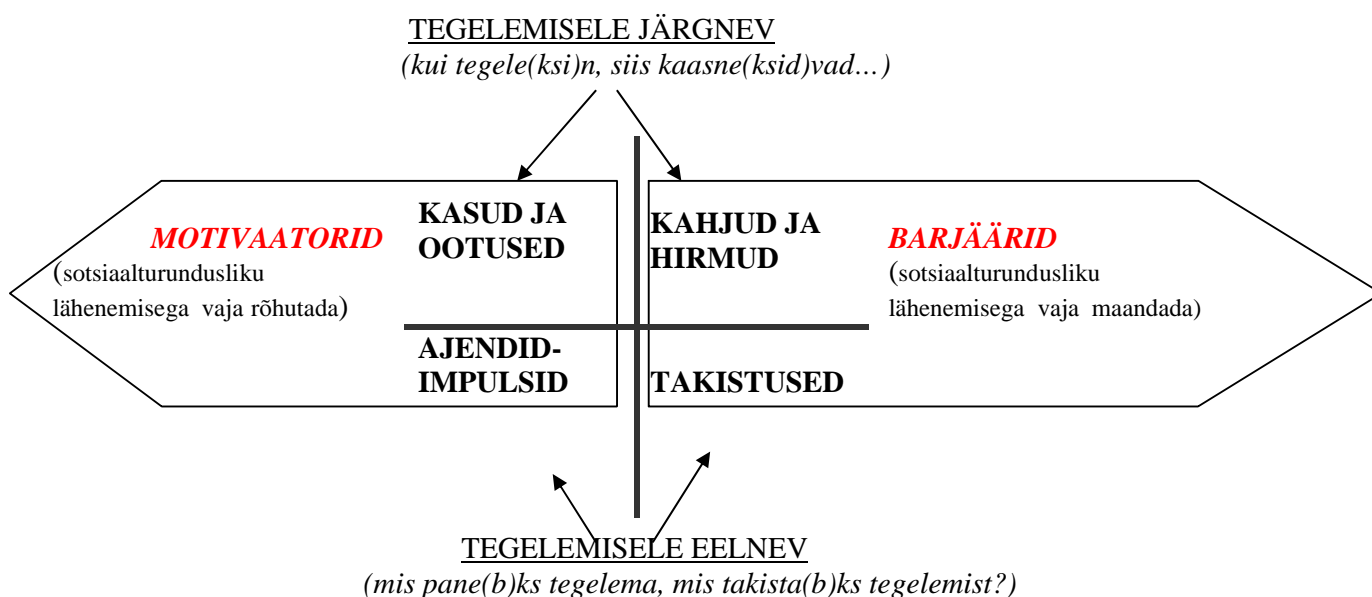 TEGELEMISELE JÄRGNEV
(kui tegele(ksi)n, siis kaasne(ksid)vad…)
MOTIVAATORID
(sotsiaalturundusliku
lähenemisega vaja rõhutada)
KASUD JA
OOTUSED
KAHJUD JA
HIRMUD
BARJÄÄRID
(sotsiaalturundusliku
lähenemisega vaja maandada)
AJENDID-
IMPULSID
TAKISTUSED
TEGELEMISELE EELNEV
(mis pane(b)ks tegelema, mis takista(b)ks tegelemist?)